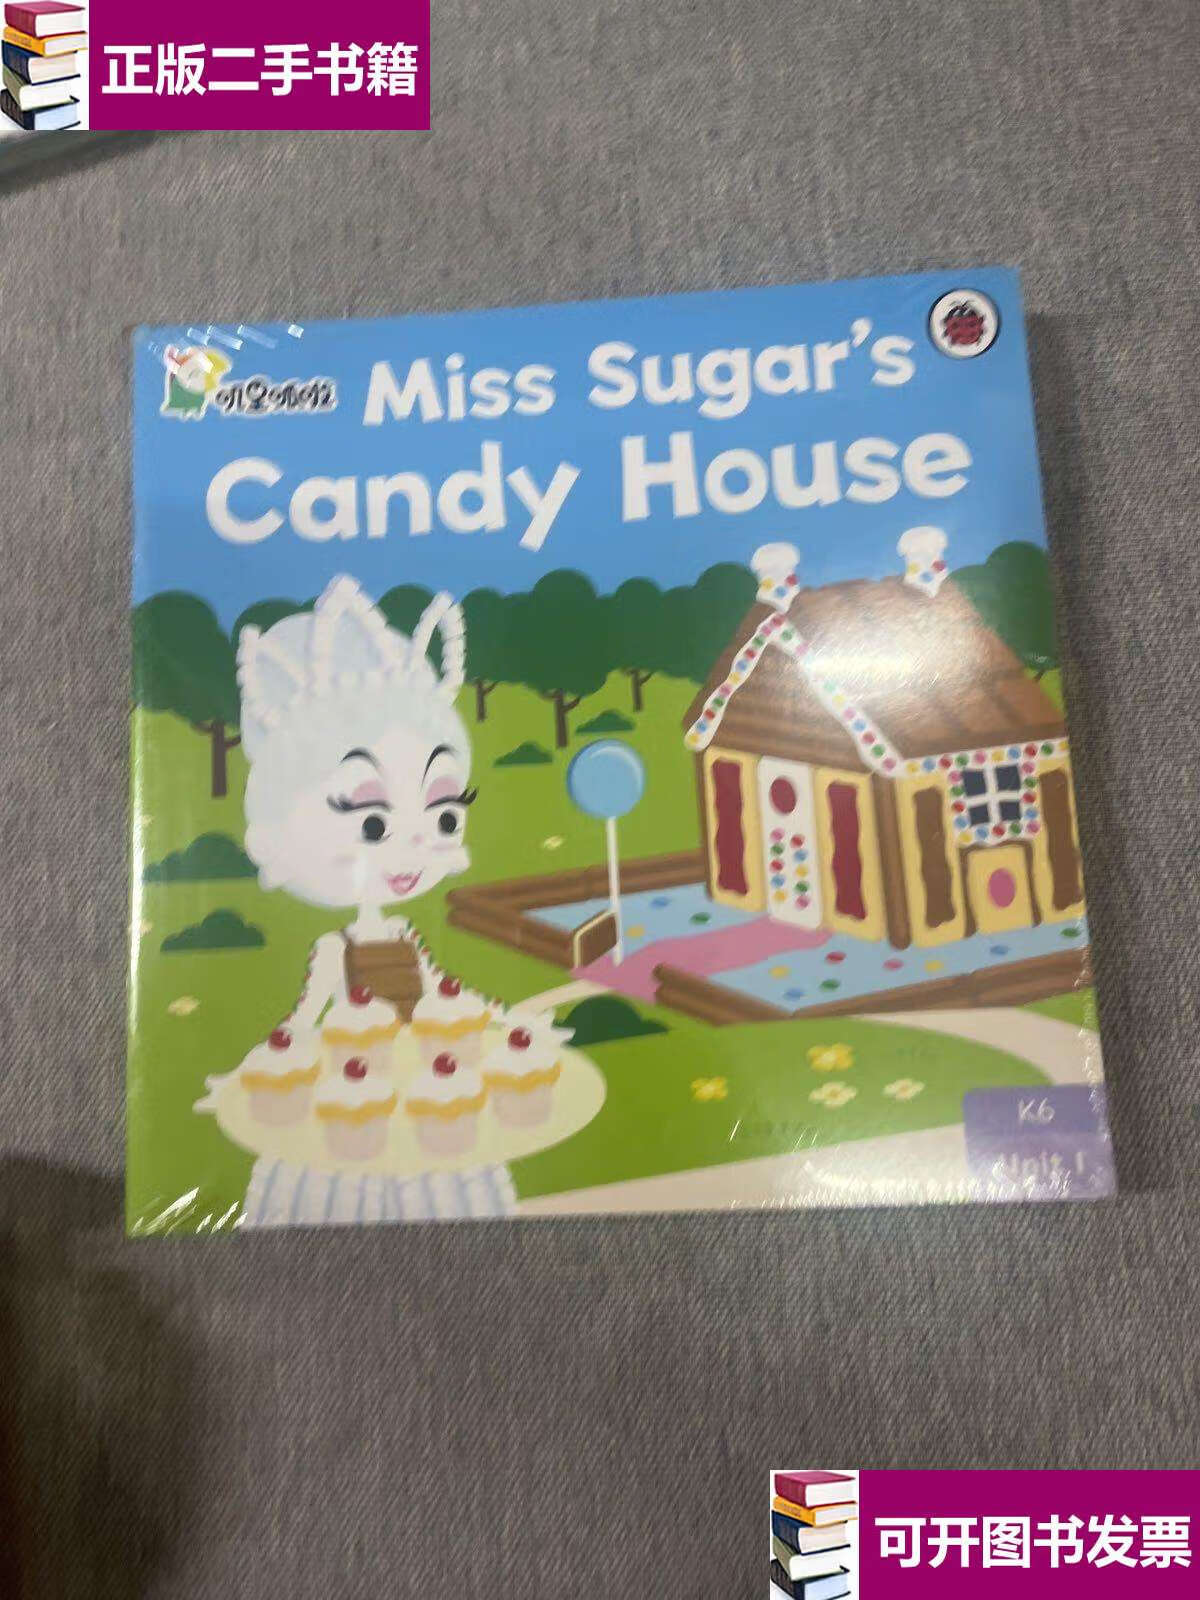 正版二手书籍
叽里呱啦
Miss Sugar's
Candy House
K6
Unit 1
可开图书发票